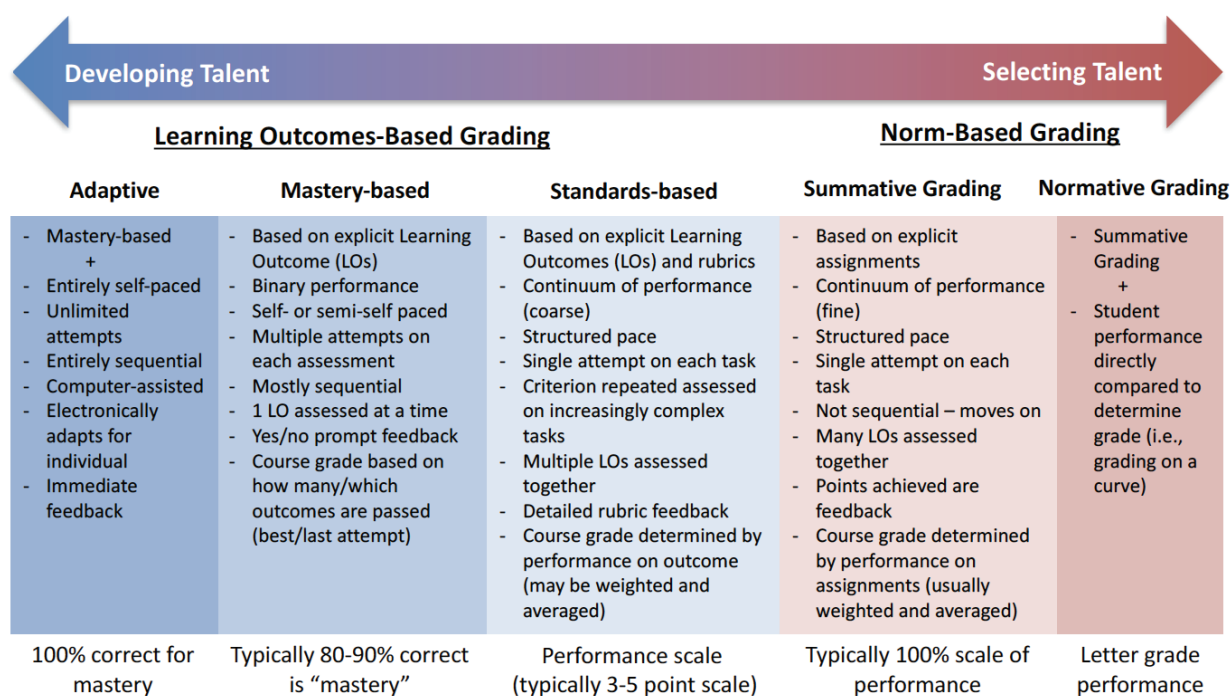 Developing Talent
Selecting Talent
Learning Outcomes-Based Grading
Norm-Based Grading
Adaptive
Mastery-based
Standards-based
Summative Grading
Normative Grading
- Mastery-based
+
- Entirely self-paced
- Unlimited
attempts
- Entirely sequential
- Computer-assisted
- Electronically
adapts for
individual
- Immediate
feedback
- Based on explicit Learning
Outcome (LOs)
- Binary performance
- Self- or semi-self paced
- Multiple attempts on
each assessment
- Mostly sequential
- 1 LO assessed at a time
- Yes/no prompt feedback
- Course grade based on
how many/which
outcomes are passed
(best/last attempt)
- Based on explicit Learning
Outcomes (LOs) and rubrics
- Continuum of performance
(coarse)
- Structured pace
- Single attempt on each task
- Criterion repeated assessed
on increasingly complex
tasks
- Multiple LOs assessed
together
- Detailed rubric feedback
- Course grade determined by
performance on outcome
(may be weighted and
averaged)
- Based on explicit
assignments
- Continuum of performance
(fine)
- Structured pace
- Single attempt on each
task
- Not sequential – moves on
- Many LOs assessed
together
- Points achieved are
feedback
- Course grade determined
by performance on
assignments (usually
weighted and averaged)
- Summative
Grading
+
- Student
performance
directly
compared to
determine
grade (i.e.,
grading on a
curve)
100% correct for
mastery
Typically 80-90% correct
is “mastery”
Performance scale
(typically 3-5 point scale)
Typically 100% scale of
performance
Letter grade
performance